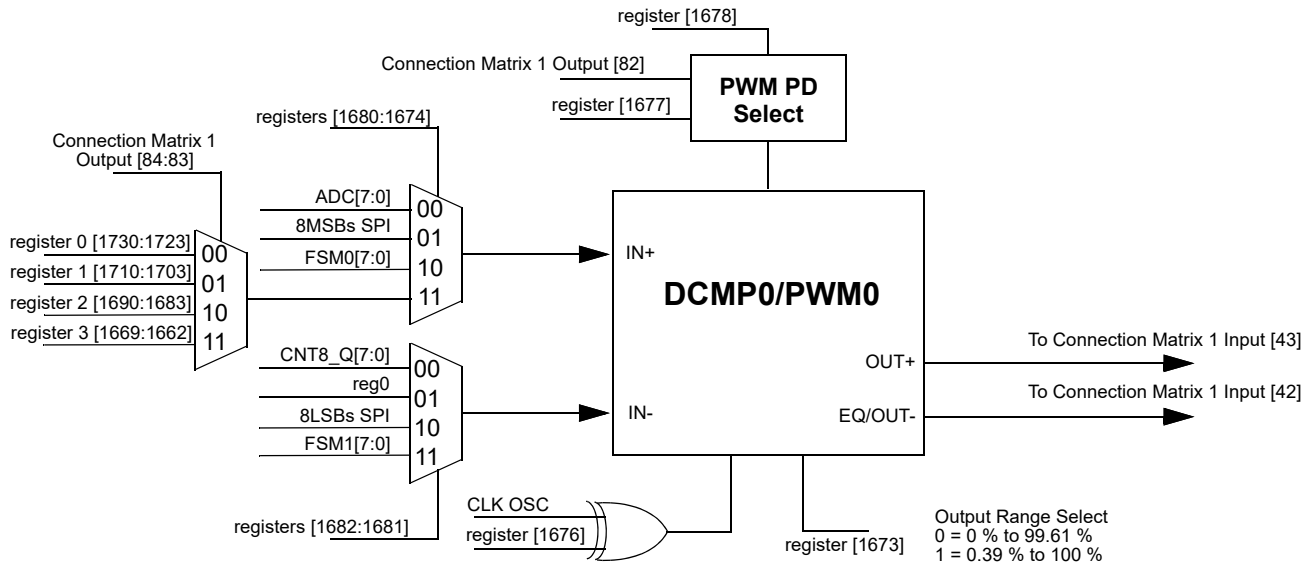 register [1678]
Connection Matrix 1 Output [82]
register [1677]
PWM PD
Select
registers [1680:1674]
Connection Matrix 1
Output [84:83]
ADC[7:0]
8MSBs SPI
FSM0[7:0]
00
01
10
11
register 0 [1730:1723]
register 1 [1710:1703]
register 2 [1690:1683]
register 3 [1669:1662]
00
01
10
11
IN+
DCMP0/PWM0
CNT8_Q[7:0]
reg0
8LSBs SPI
FSM1[7:0]
00
01
10
11
IN-
OUT+
To Connection Matrix 1 Input [43]
EQ/OUT-
To Connection Matrix 1 Input [42]
registers [1682:1681]
CLK OSC
register [1676]
register [1673]
Output Range Select
0 = 0 % to 99.61 %
1 = 0.39 % to 100 %